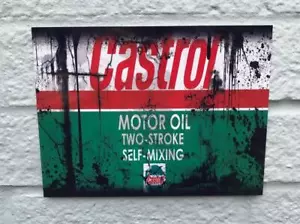 Castrol
MOTOR OIL
TWO-STROKE
SELF-MIXING